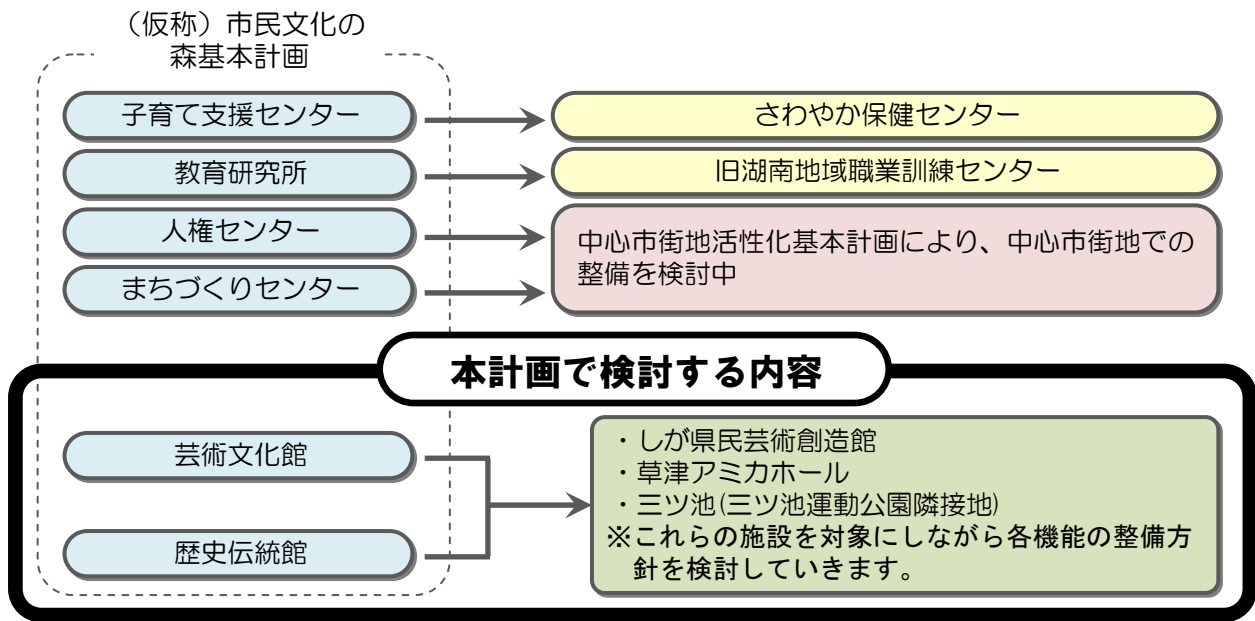 （仮称）市民文化の
森基本計画
子育て支援センター
さわやか保健センター
教育研究所
旧湖南地域職業訓練センター
人権センター
まちづくりセンター
中心市街地活性化基本計画により、中心市街地での
整備を検討中
本計画で検討する内容
芸術文化館
歴史伝統館
・しが県民芸術創造館
・草津アミカホール
・三ツ池(三ツ池運動公園隣接地)
※これらの施設を対象にしながら各機能の整備方
針を検討していきます。